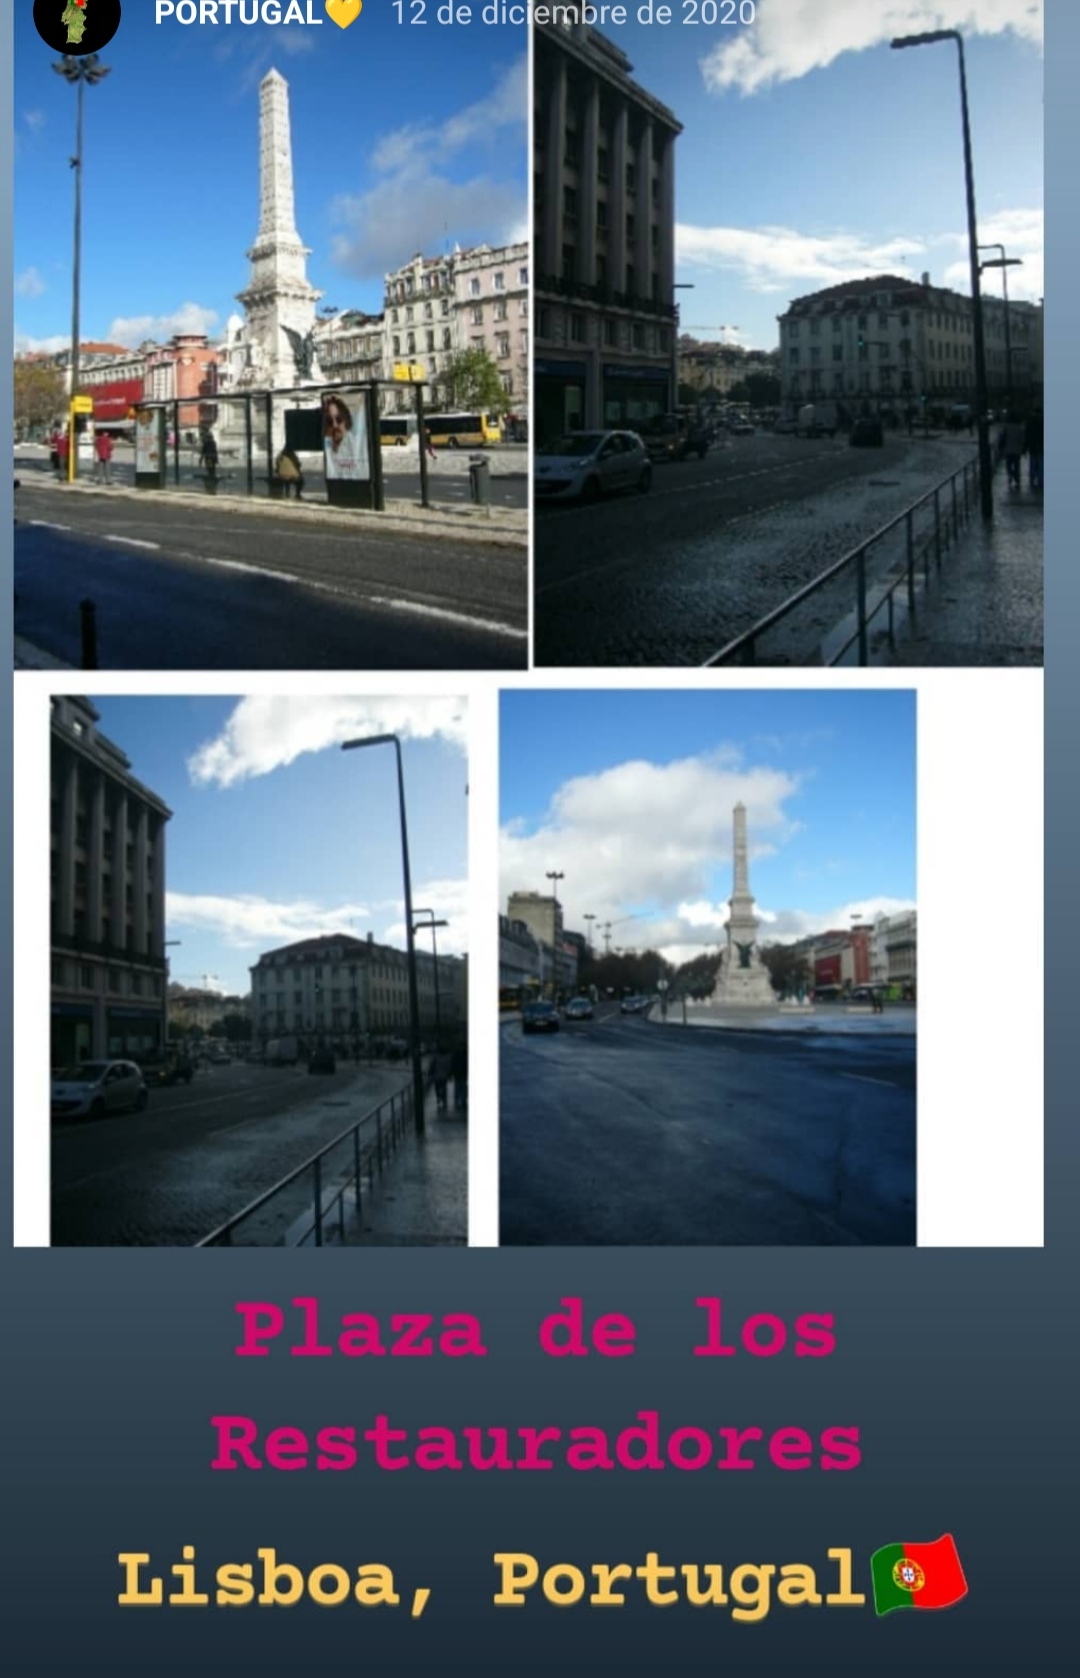 PORTUGAL💛 12 de diciembre de 2020
Plaza de los
Restauradores
Lisboa, Portugal🇵🇹